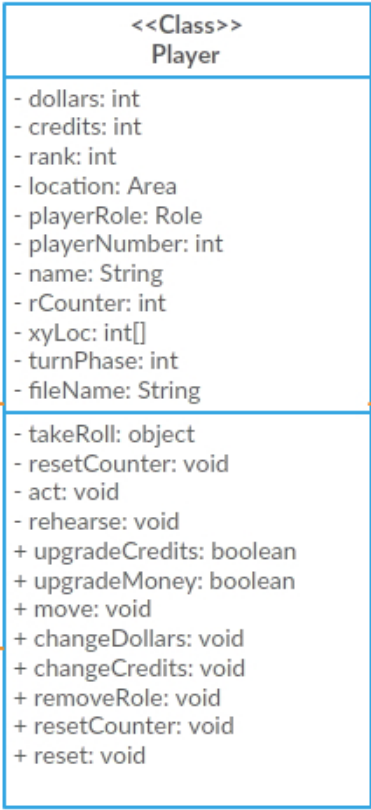 <<Class>>
Player
- dollars: int
- credits: int
- rank: int
- location: Area
- playerRole: Role
- playerNumber: int
- name: String
- rCounter: int
- xyLoc: int[]
- turnPhase: int
- fileName: String
- takeRoll: object
- resetCounter: void
- act: void
- rehearse: void
+ upgradeCredits: boolean
+ upgradeMoney: boolean
+ move: void
+ changeDollars: void
+ changeCredits: void
+ removeRole: void
+ resetCounter: void
+ reset: void